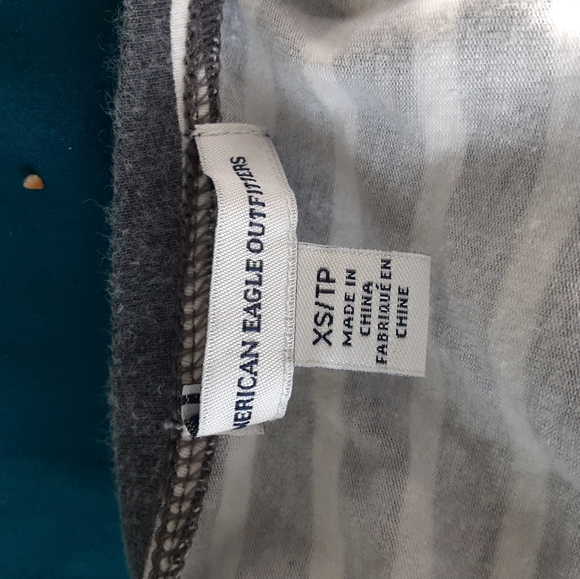 MERICAN EAGLE OUTFITTERS
XS/TP
MADE IN
CHINA
FABRIQUÉ EN
CHINE